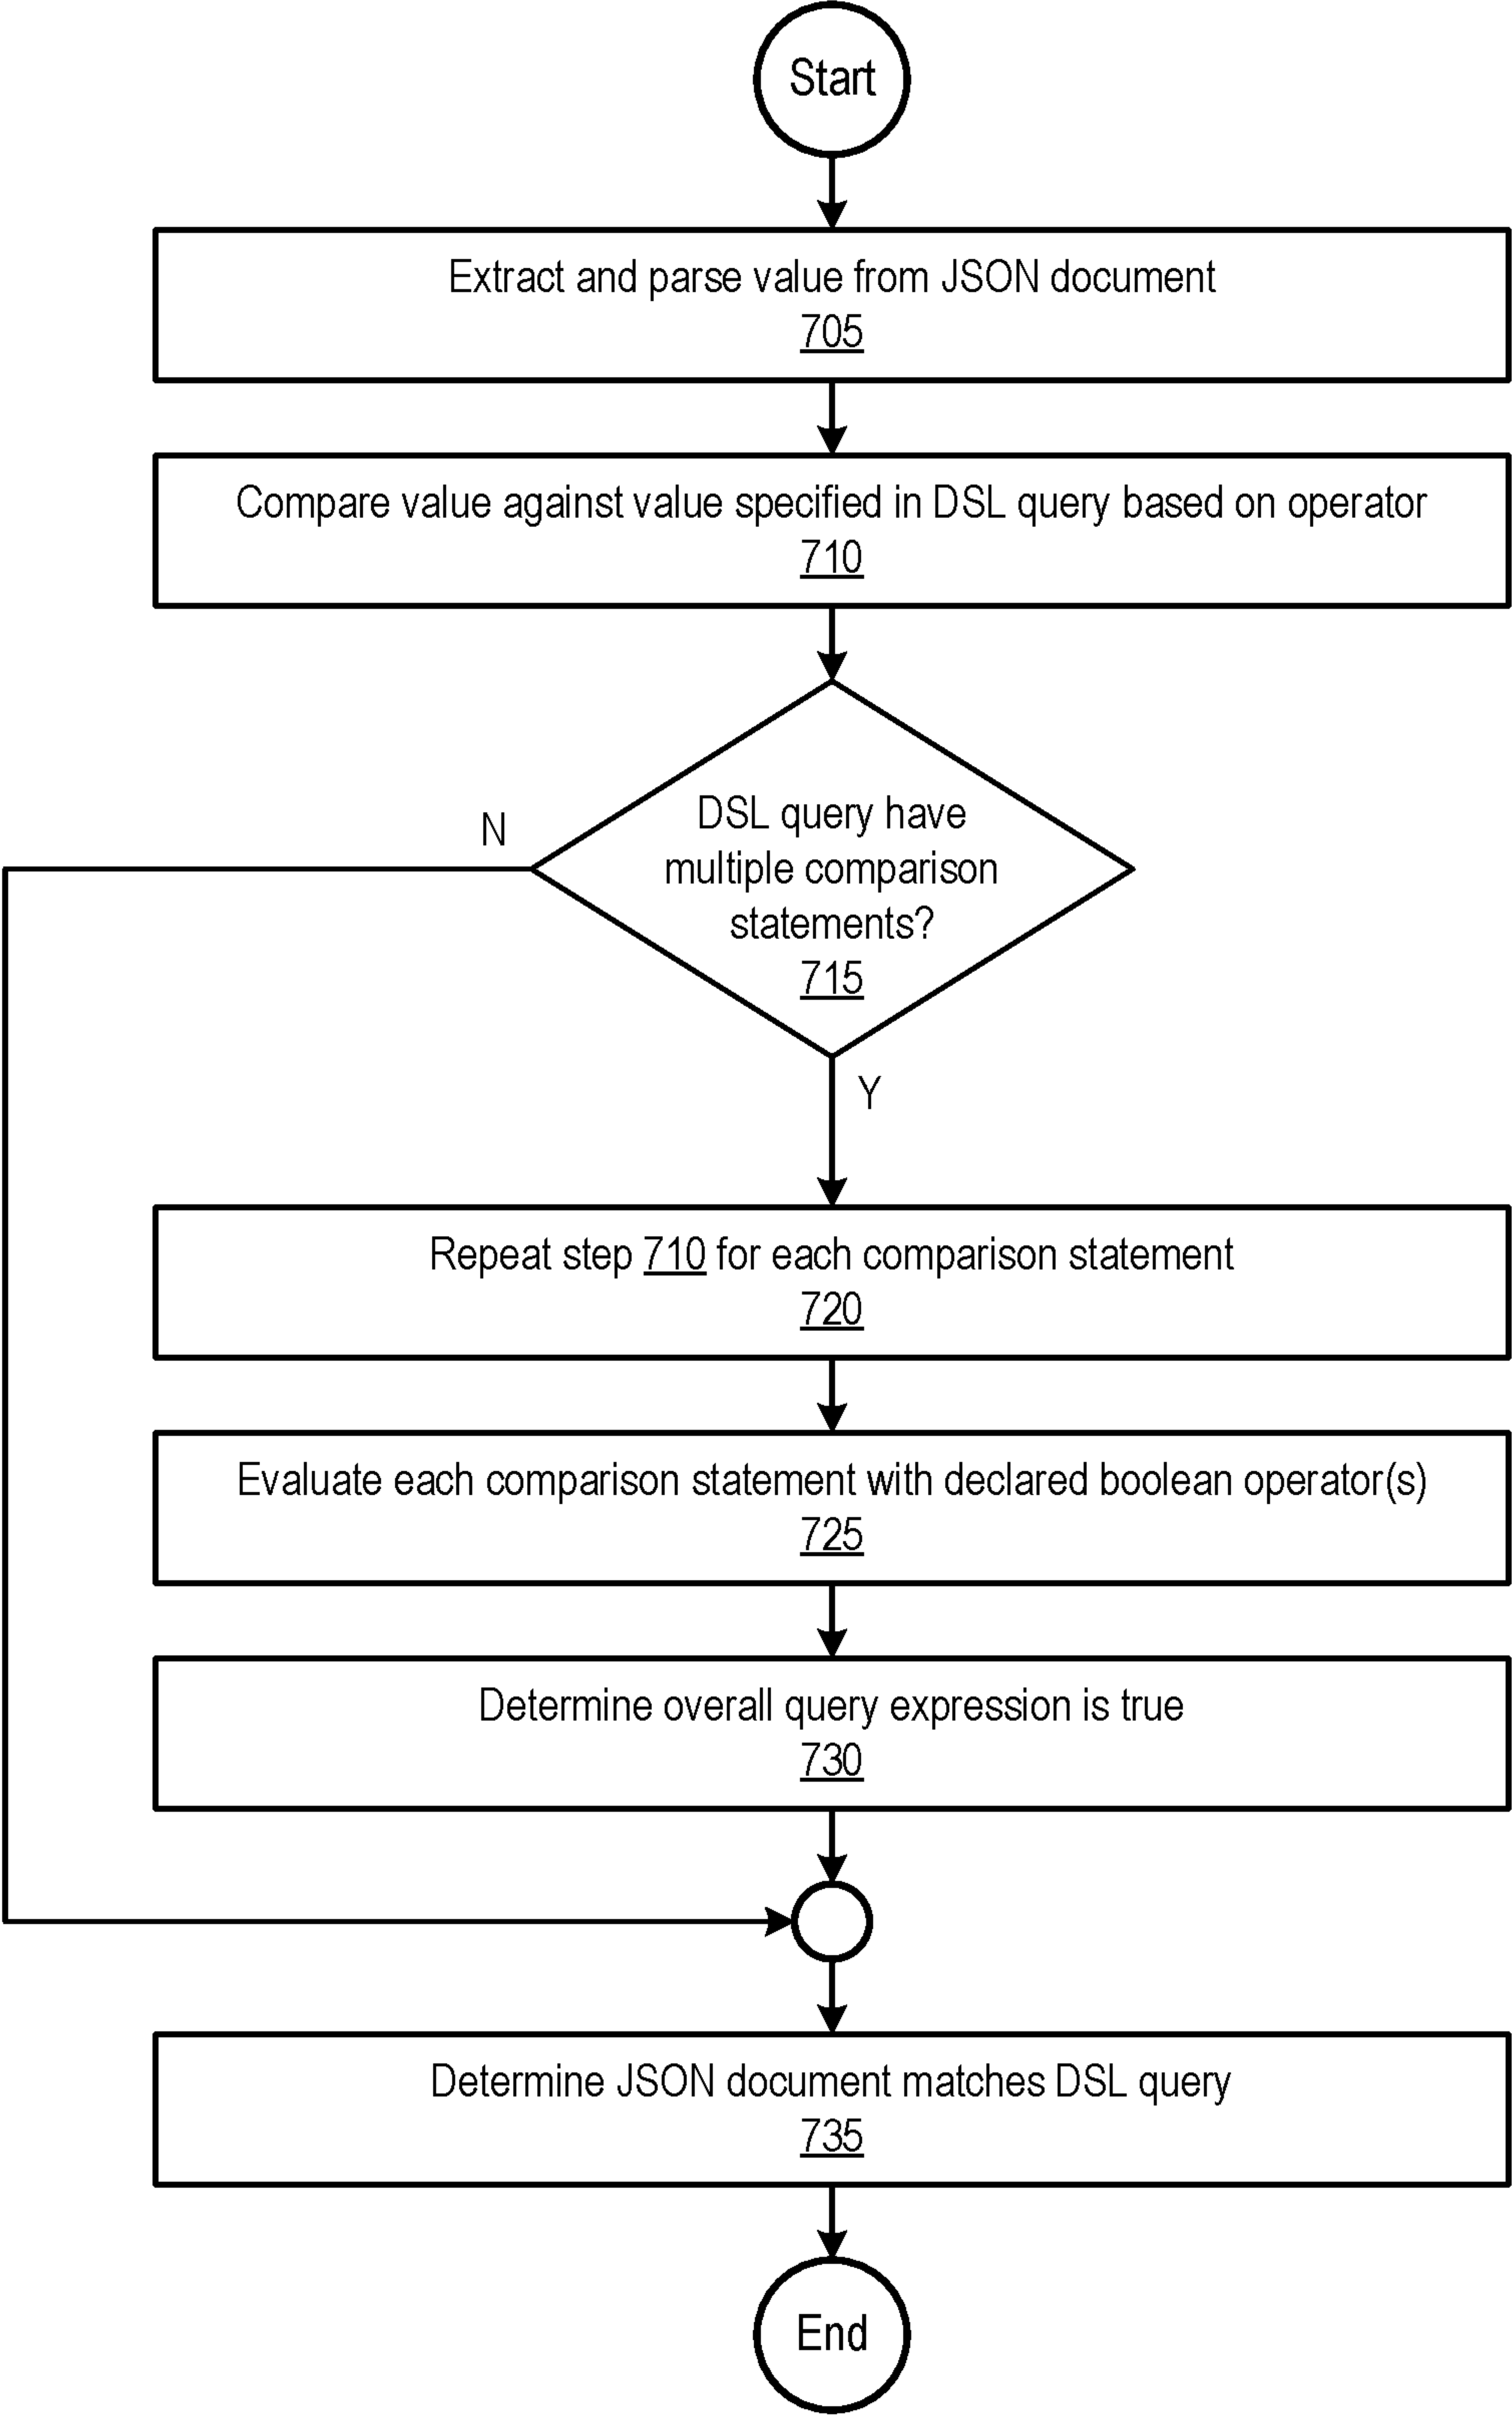 Start
Extract and parse value from JSON document
705
Compare value against value specified in DSL query based on operator
710
DSL query have
multiple comparison
statements?
715
N
Y
Repeat step 710 for each comparison statement
720
Evaluate each comparison statement with declared boolean operator(s)
725
Determine overall query expression is true
730
Determine JSON document matches DSL query
735
End